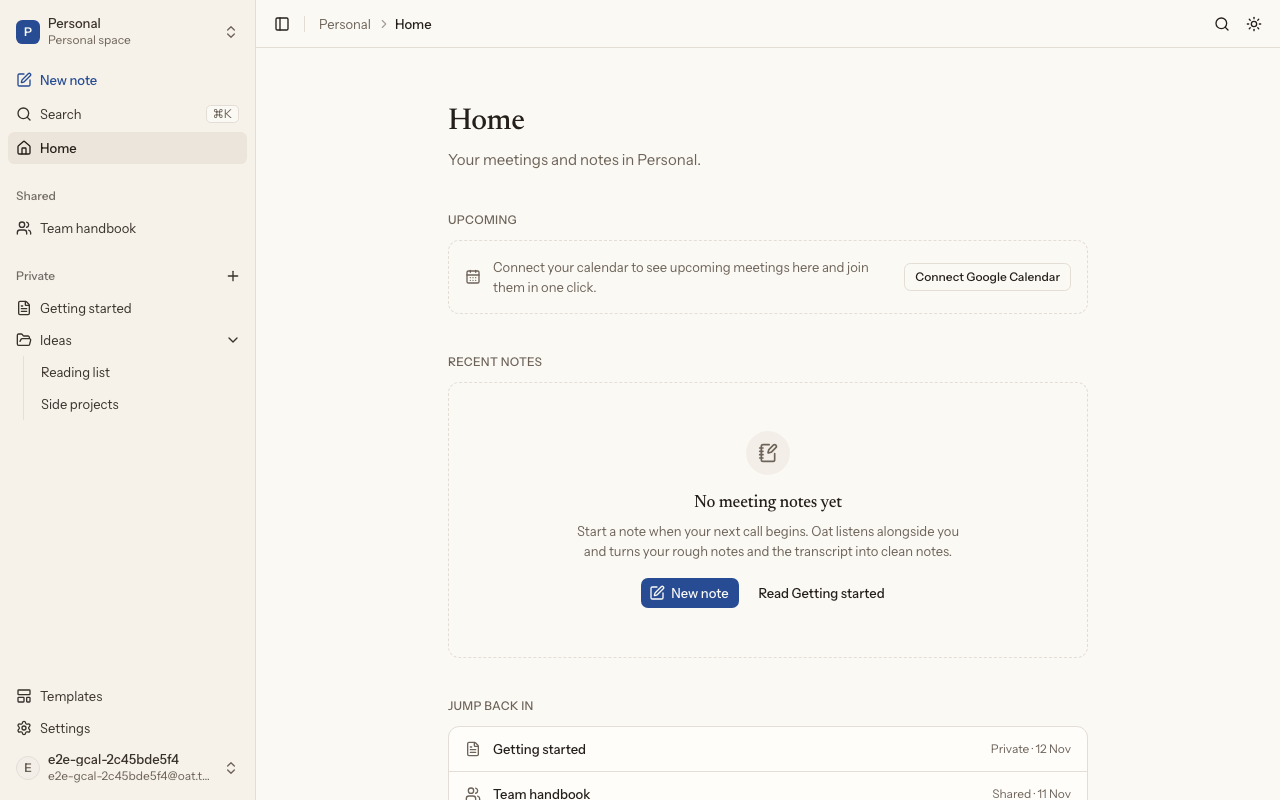 P
Personal
Personal space
New note
Search
⌘K
Home
Shared
Team handbook
Private
Getting started
Ideas
Reading list
Side projects
Templates
Settings
E
e2e-gcal-2c45bde5f4
e2e-gcal-2c45bde5f4@oat.t...
Personal
Home
Home
Your meetings and notes in Personal.
UPCOMING
Connect your calendar to see upcoming meetings here and join
them in one click.
Connect Google Calendar
RECENT NOTES
No meeting notes yet
Start a note when your next call begins. Oat listens alongside you
and turns your rough notes and the transcript into clean notes.
New note
Read Getting started
JUMP BACK IN
Getting started
Private · 12 Nov
Team handbook
Shared · 11 Nov